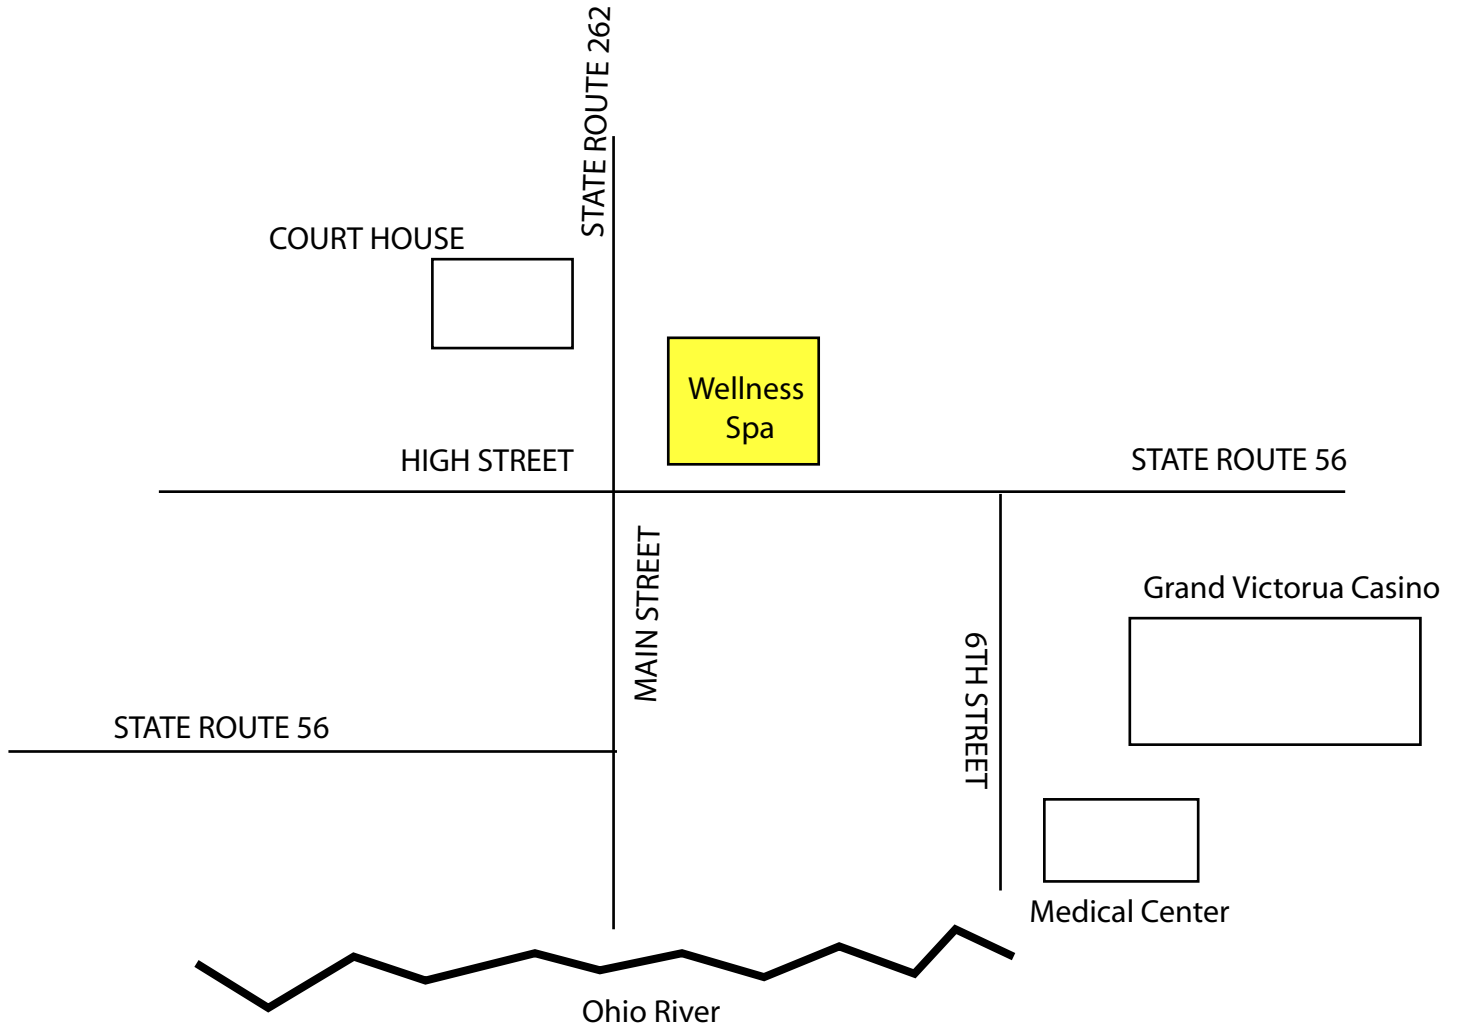 STATE ROUTE 262
COURT HOUSE
Wellness
Spa
HIGH STREET
STATE ROUTE 56
MAIN STREET
Grand Victorua Casino
6TH STREET
STATE ROUTE 56
Medical Center
Ohio River